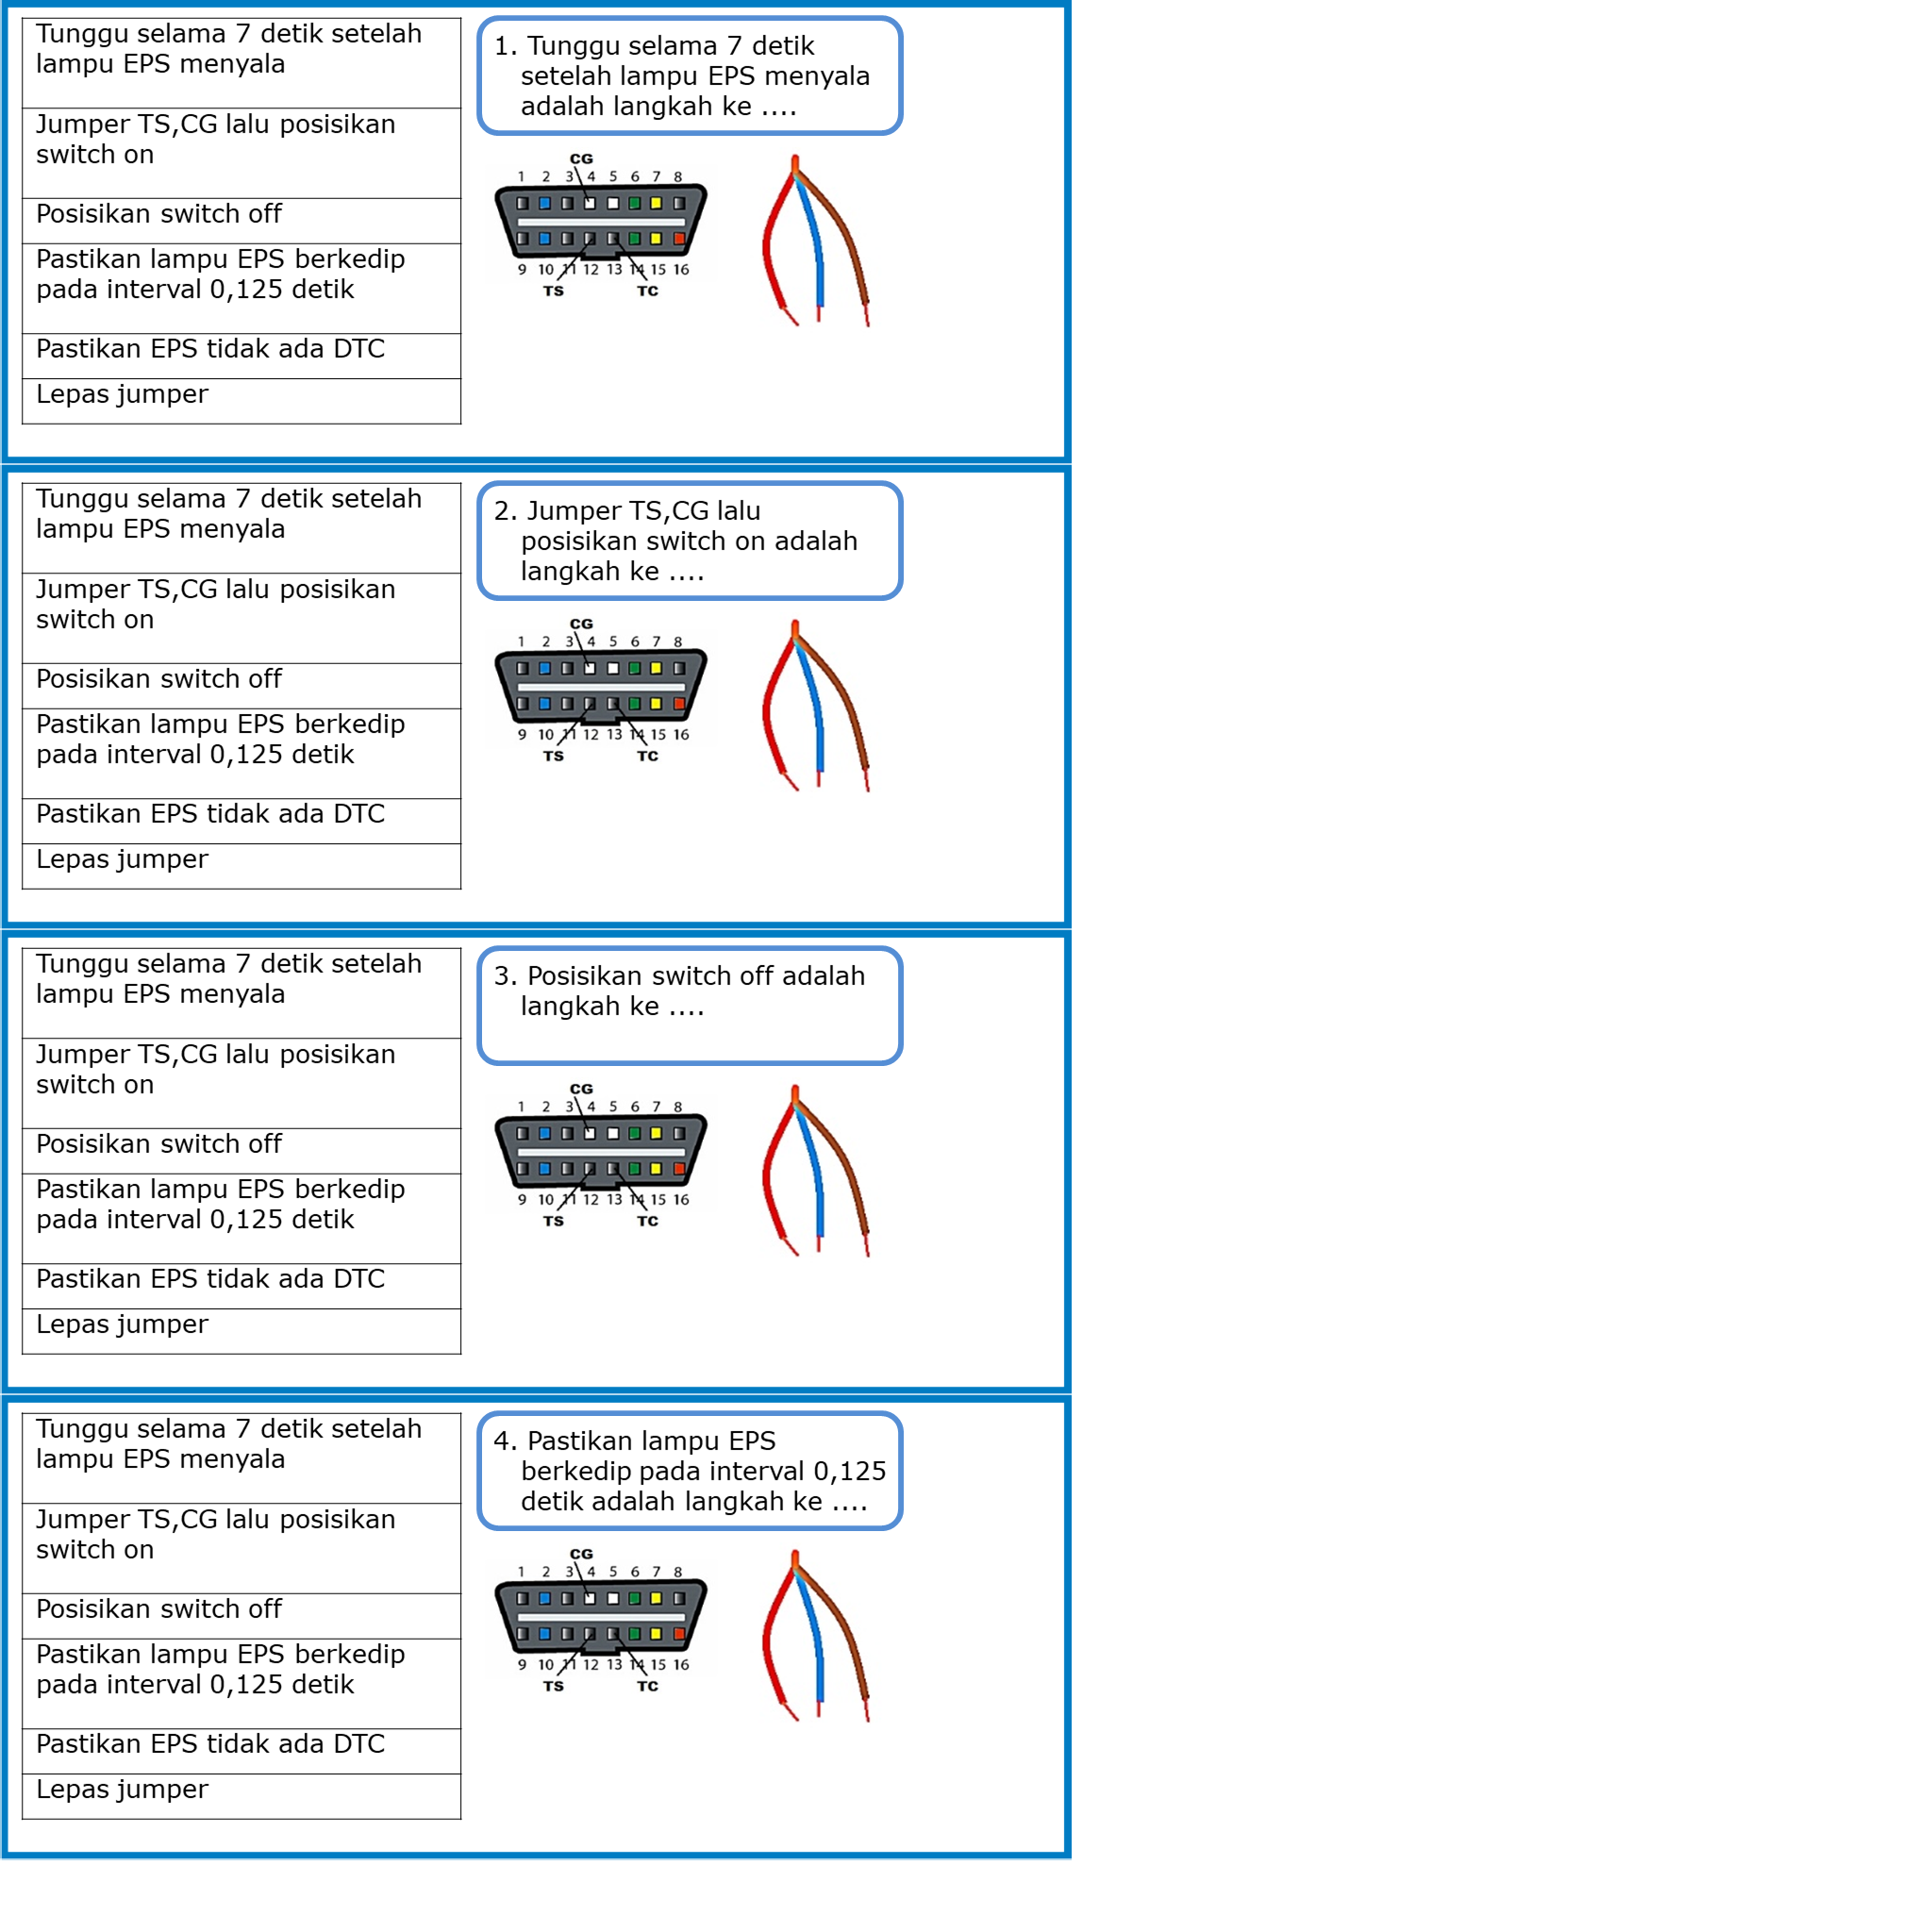 Tunggu selama 7 detik setelah
lampu EPS menyala
Jumper TS,CG lalu posisikan
switch on
Posisikan switch off
Pastikan lampu EPS berkedip
pada interval 0,125 detik
Pastikan EPS tidak ada DTC
Lepas jumper
1. Tunggu selama 7 detik
setelah lampu EPS menyala
adalah langkah ke ....
CG
1 2 3 4 5 6 7 8
9 10 11 12 13 14 15 16
TS TC
Tunggu selama 7 detik setelah
lampu EPS menyala
Jumper TS,CG lalu posisikan
switch on
Posisikan switch off
Pastikan lampu EPS berkedip
pada interval 0,125 detik
Pastikan EPS tidak ada DTC
Lepas jumper
2. Jumper TS,CG lalu
posisikan switch on adalah
langkah ke ....
CG
1 2 3 4 5 6 7 8
9 10 11 12 13 14 15 16
TS TC
Tunggu selama 7 detik setelah
lampu EPS menyala
Jumper TS,CG lalu posisikan
switch on
Posisikan switch off
Pastikan lampu EPS berkedip
pada interval 0,125 detik
Pastikan EPS tidak ada DTC
Lepas jumper
3. Posisikan switch off adalah
langkah ke ....
CG
1 2 3 4 5 6 7 8
9 10 11 12 13 14 15 16
TS TC
Tunggu selama 7 detik setelah
lampu EPS menyala
Jumper TS,CG lalu posisikan
switch on
Posisikan switch off
Pastikan lampu EPS berkedip
pada interval 0,125 detik
Pastikan EPS tidak ada DTC
Lepas jumper
4. Pastikan lampu EPS
berkedip pada interval 0,125
detik adalah langkah ke ....
CG
1 2 3 4 5 6 7 8
9 10 11 12 13 14 15 16
TS TC